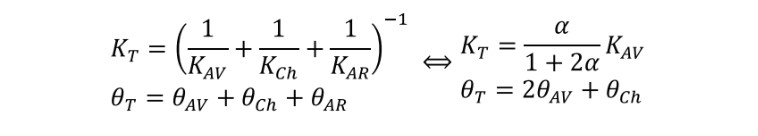 K_T = (1/K_AV + 1/K_Ch + 1/K_AR)^−1 ⇔ K_T = α/(1 + 2α) K_AV
θ_T = θ_AV + θ_Ch + θ_AR θ_T = 2θ_AV + θ_Ch